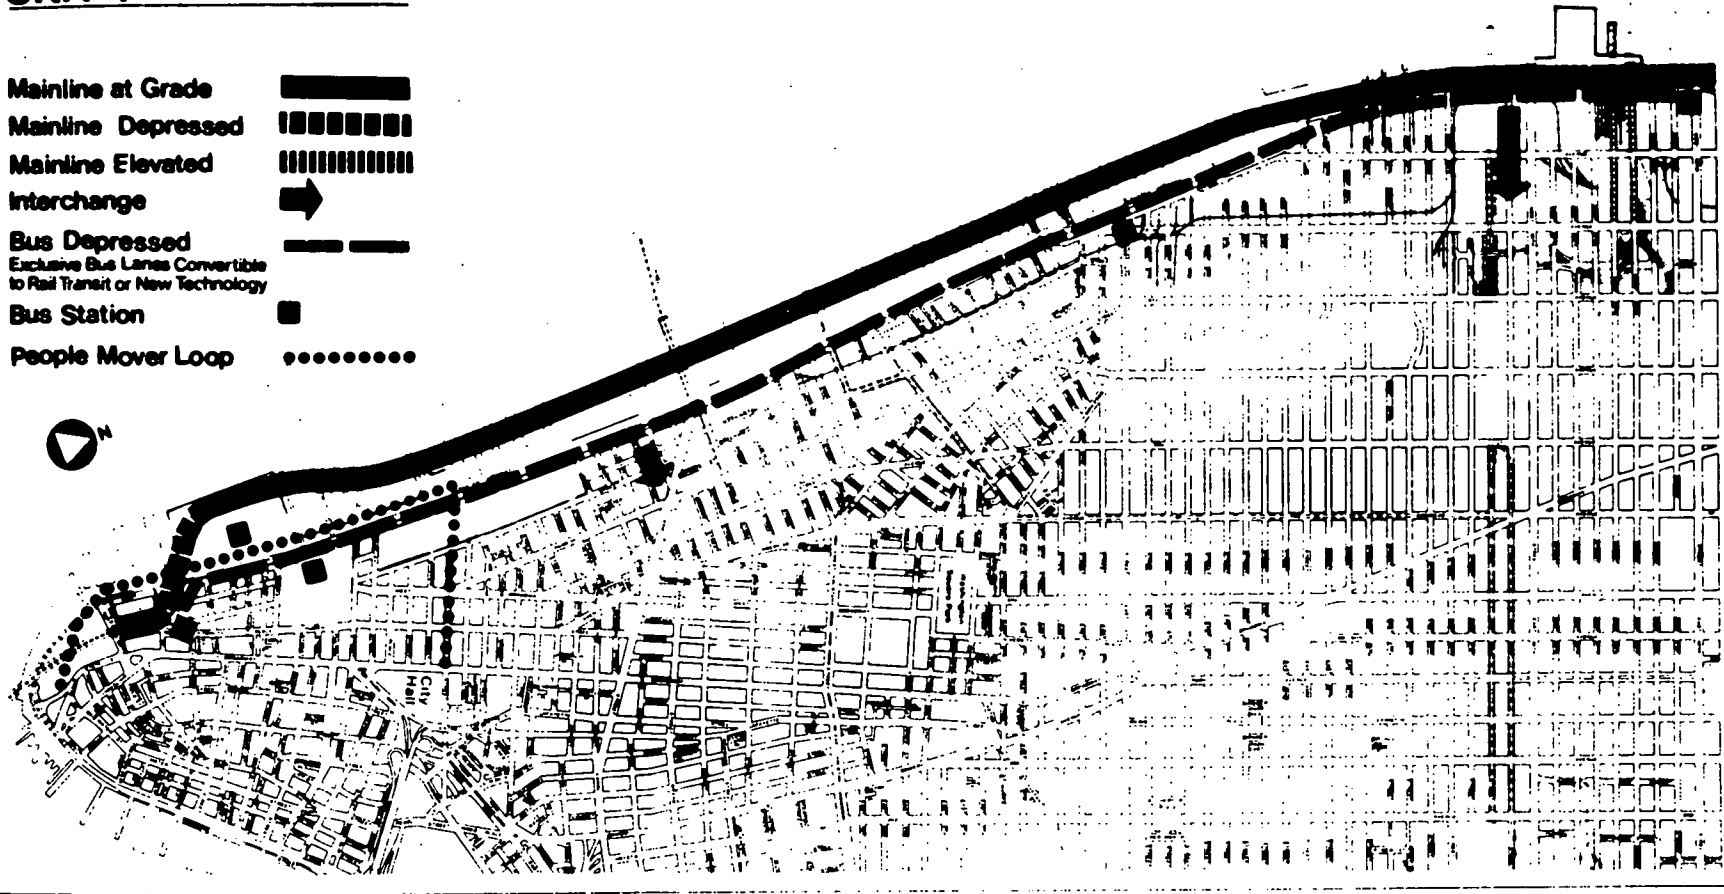 Mainline at Grade
Mainline Depressed
Mainline Elevated
Interchange
Bus Depressed
Exclusive Bus Lanes Convertible
to Rail Transit or New Technology
Bus Station
People Mover Loop
N
City
Hall